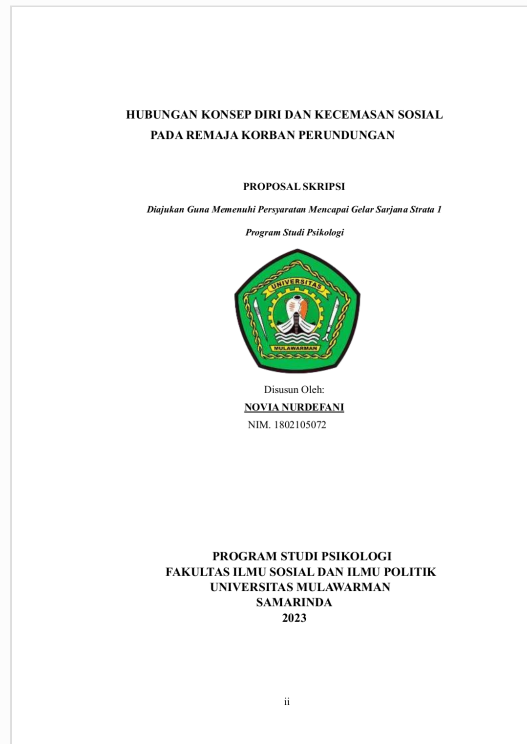 HUBUNGAN KONSEP DIRI DAN KECEMASAN SOSIAL
PADA REMAJA KORBAN PERUNDUNGAN
PROPOSAL SKRIPSI
Diajukan Guna Memenuhi Persyaratan Mencapai Gelar Sarjana Strata 1
Program Studi Psikologi
UNIVERSITAS
MULAWARMAN
Disusun Oleh:
NOVIA NURDEFANI
NIM. 1802105072
PROGRAM STUDI PSIKOLOGI
FAKULTAS ILMU SOSIAL DAN ILMU POLITIK
UNIVERSITAS MULAWARMAN
SAMARINDA
2023
ii